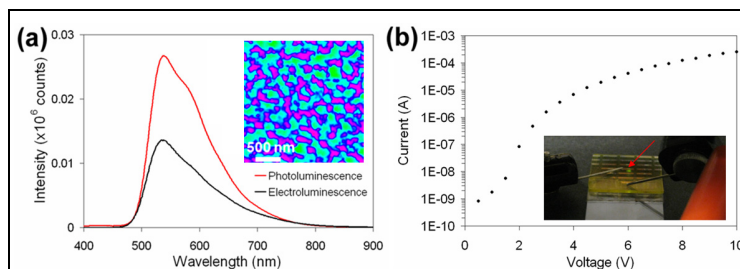 (a)
0.03
0.02
0.01
0
Intensity (x10⁶ counts)
500 nm
Photoluminescence
Electroluminescence
400 500 600 700 800 900
Wavelength (nm)
(b)
1E-03
1E-04
1E-05
1E-06
1E-07
1E-08
1E-09
1E-10
Current (A)
0 2 4 6 8 10
Voltage (V)